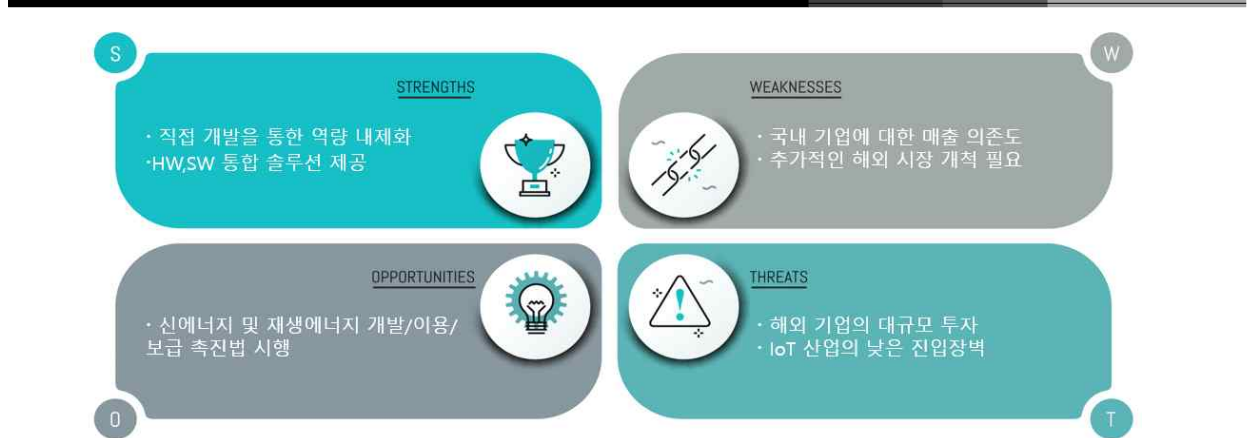 S
STRENGTHS
· 직접 개발을 통한 역량 내제화
·HW,SW 통합 솔루션 제공
W
WEAKNESSES
· 국내 기업에 대한 매출 의존도
· 추가적인 해외 시장 개척 필요
OPPORTUNITIES
· 신에너지 및 재생에너지 개발/이용/
보급 촉진법 시행
O
THREATS
· 해외 기업의 대규모 투자
· IoT 산업의 낮은 진입장벽
T